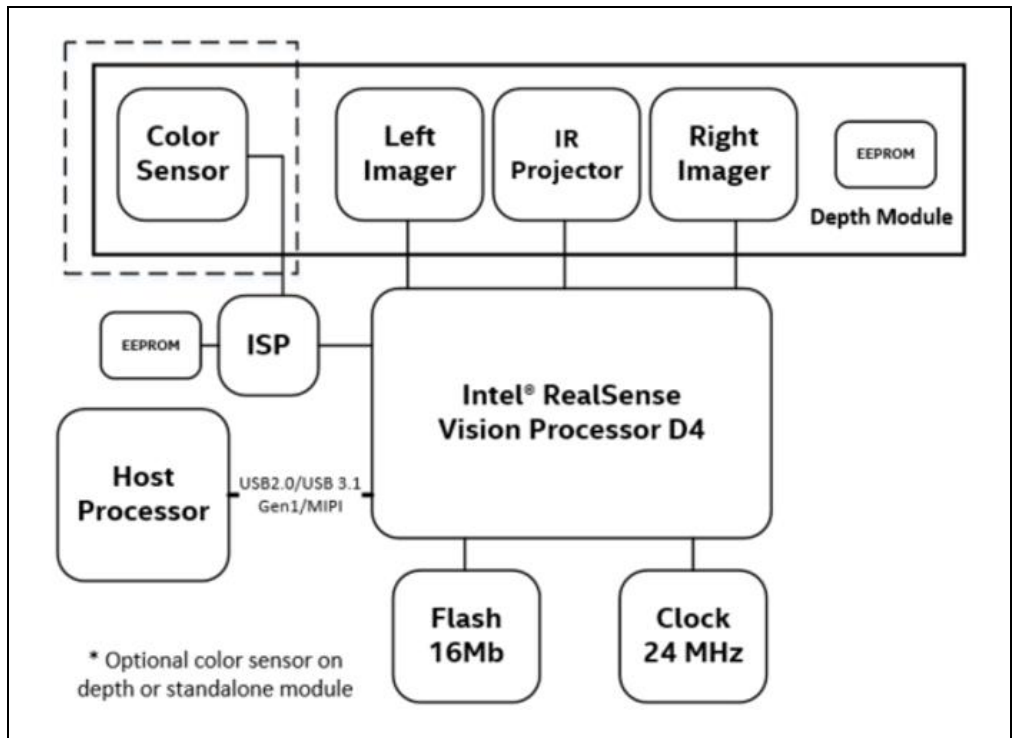 Color
Sensor
Left
Imager
IR
Projector
Right
Imager
EEPROM
Depth Module
EEPROM
ISP
Intel® RealSense
Vision Processor D4
Host
Processor
USB2.0/USB 3.1
Gen1/MIPI
Flash
16Mb
Clock
24 MHz
* Optional color sensor on
depth or standalone module